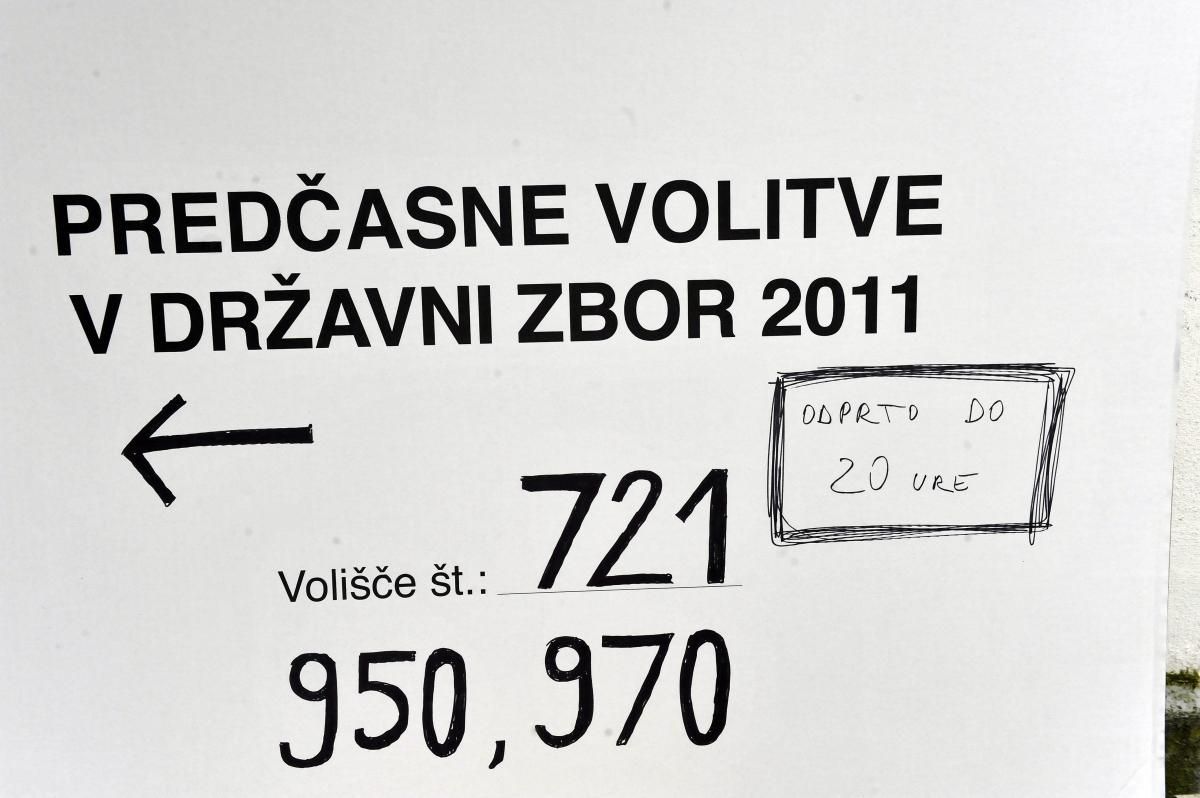 PREDČASNE VOLITVE
V DRŽAVNI ZBOR 2011
ODPRTO DO
20 URE
Volišče št.: 721
950, 970